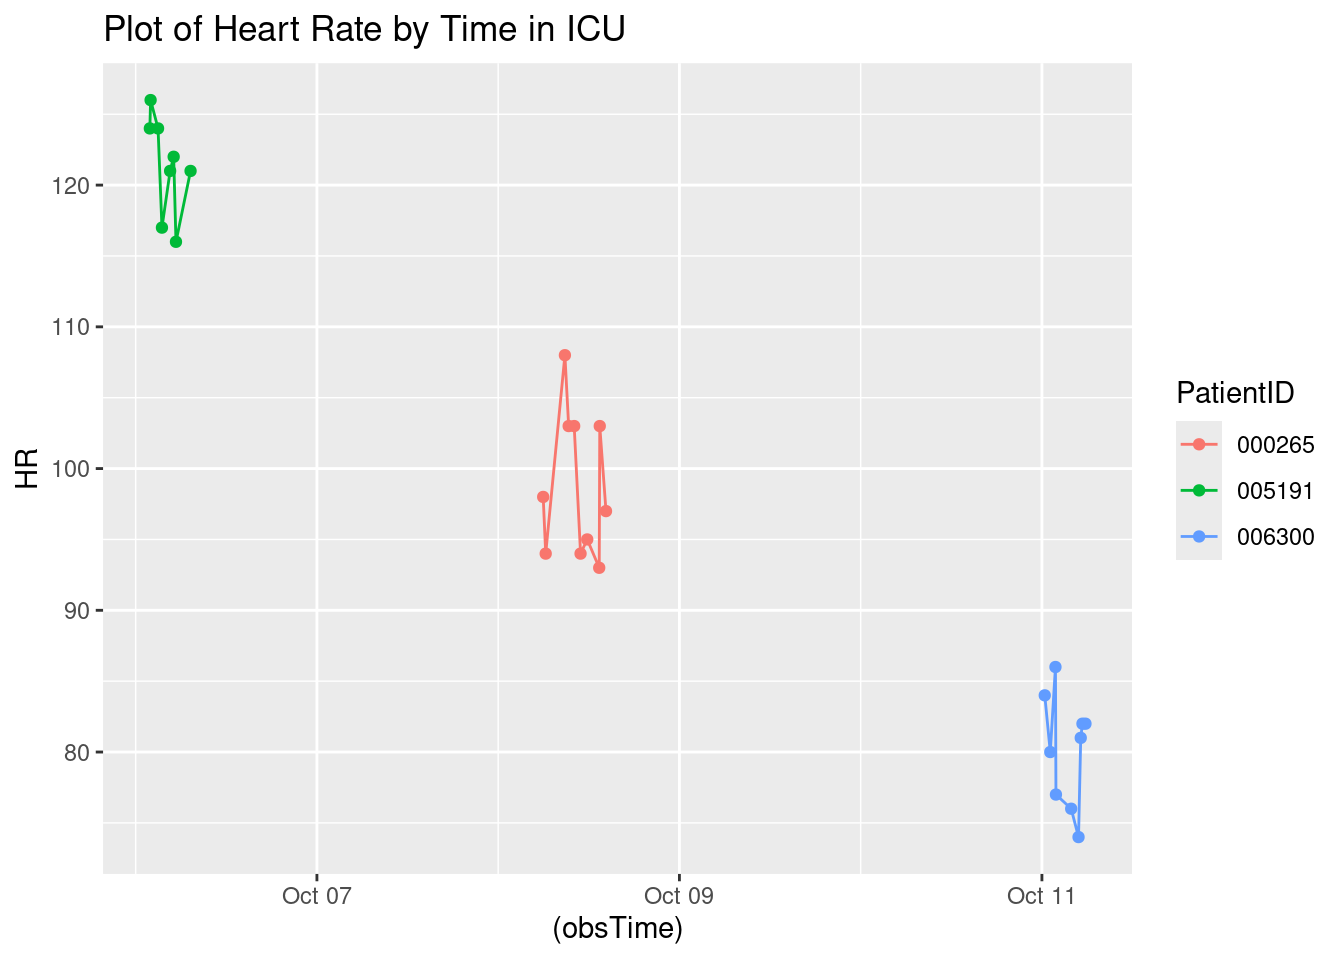 Plot of Heart Rate by Time in ICU
120
110
100
90
80
HR
Oct 07
Oct 09
Oct 11
(obsTime)
PatientID
000265
005191
006300